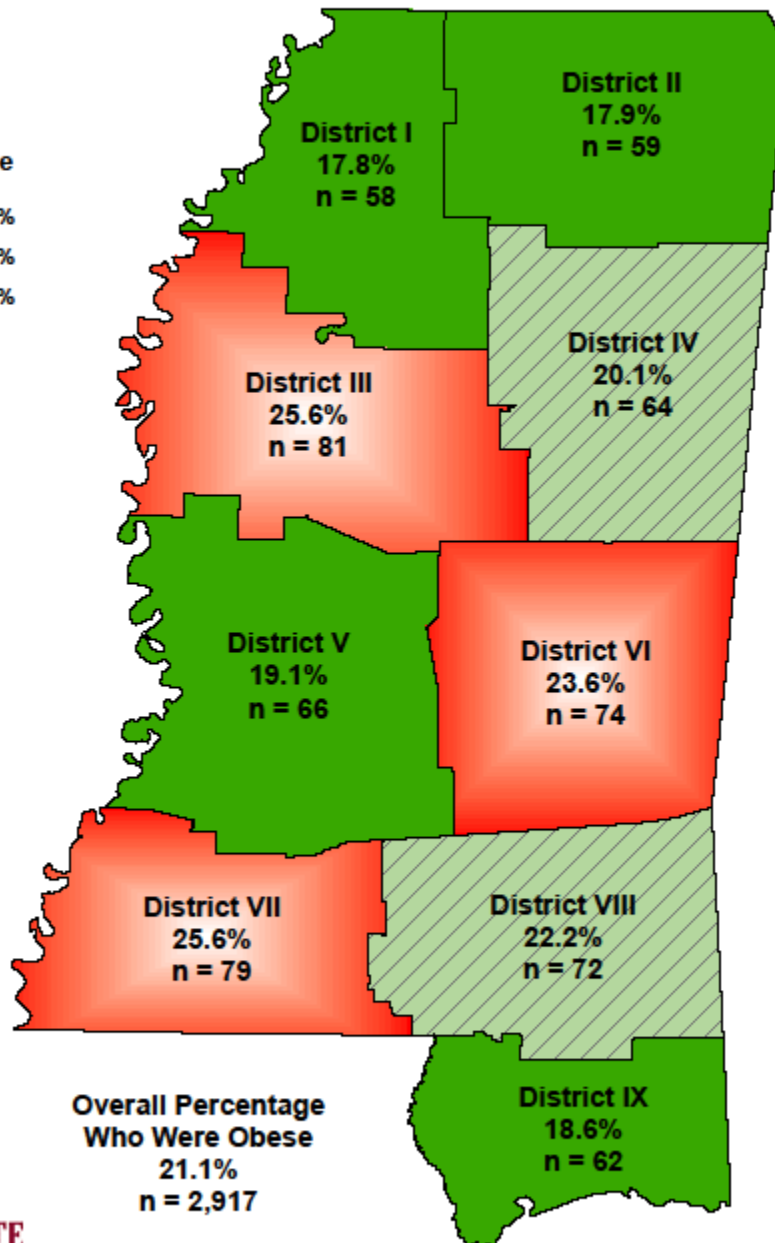 District II
17.9%
n = 59
District I
17.8%
n = 58
%
%
%
District IV
20.1%
n = 64
District III
25.6%
n = 81
District V
19.1%
n = 66
District VI
23.6%
n = 74
District VII
25.6%
n = 79
District VIII
22.2%
n = 72
Overall Percentage
Who Were Obese
21.1%
n = 2,917
District IX
18.6%
n = 62